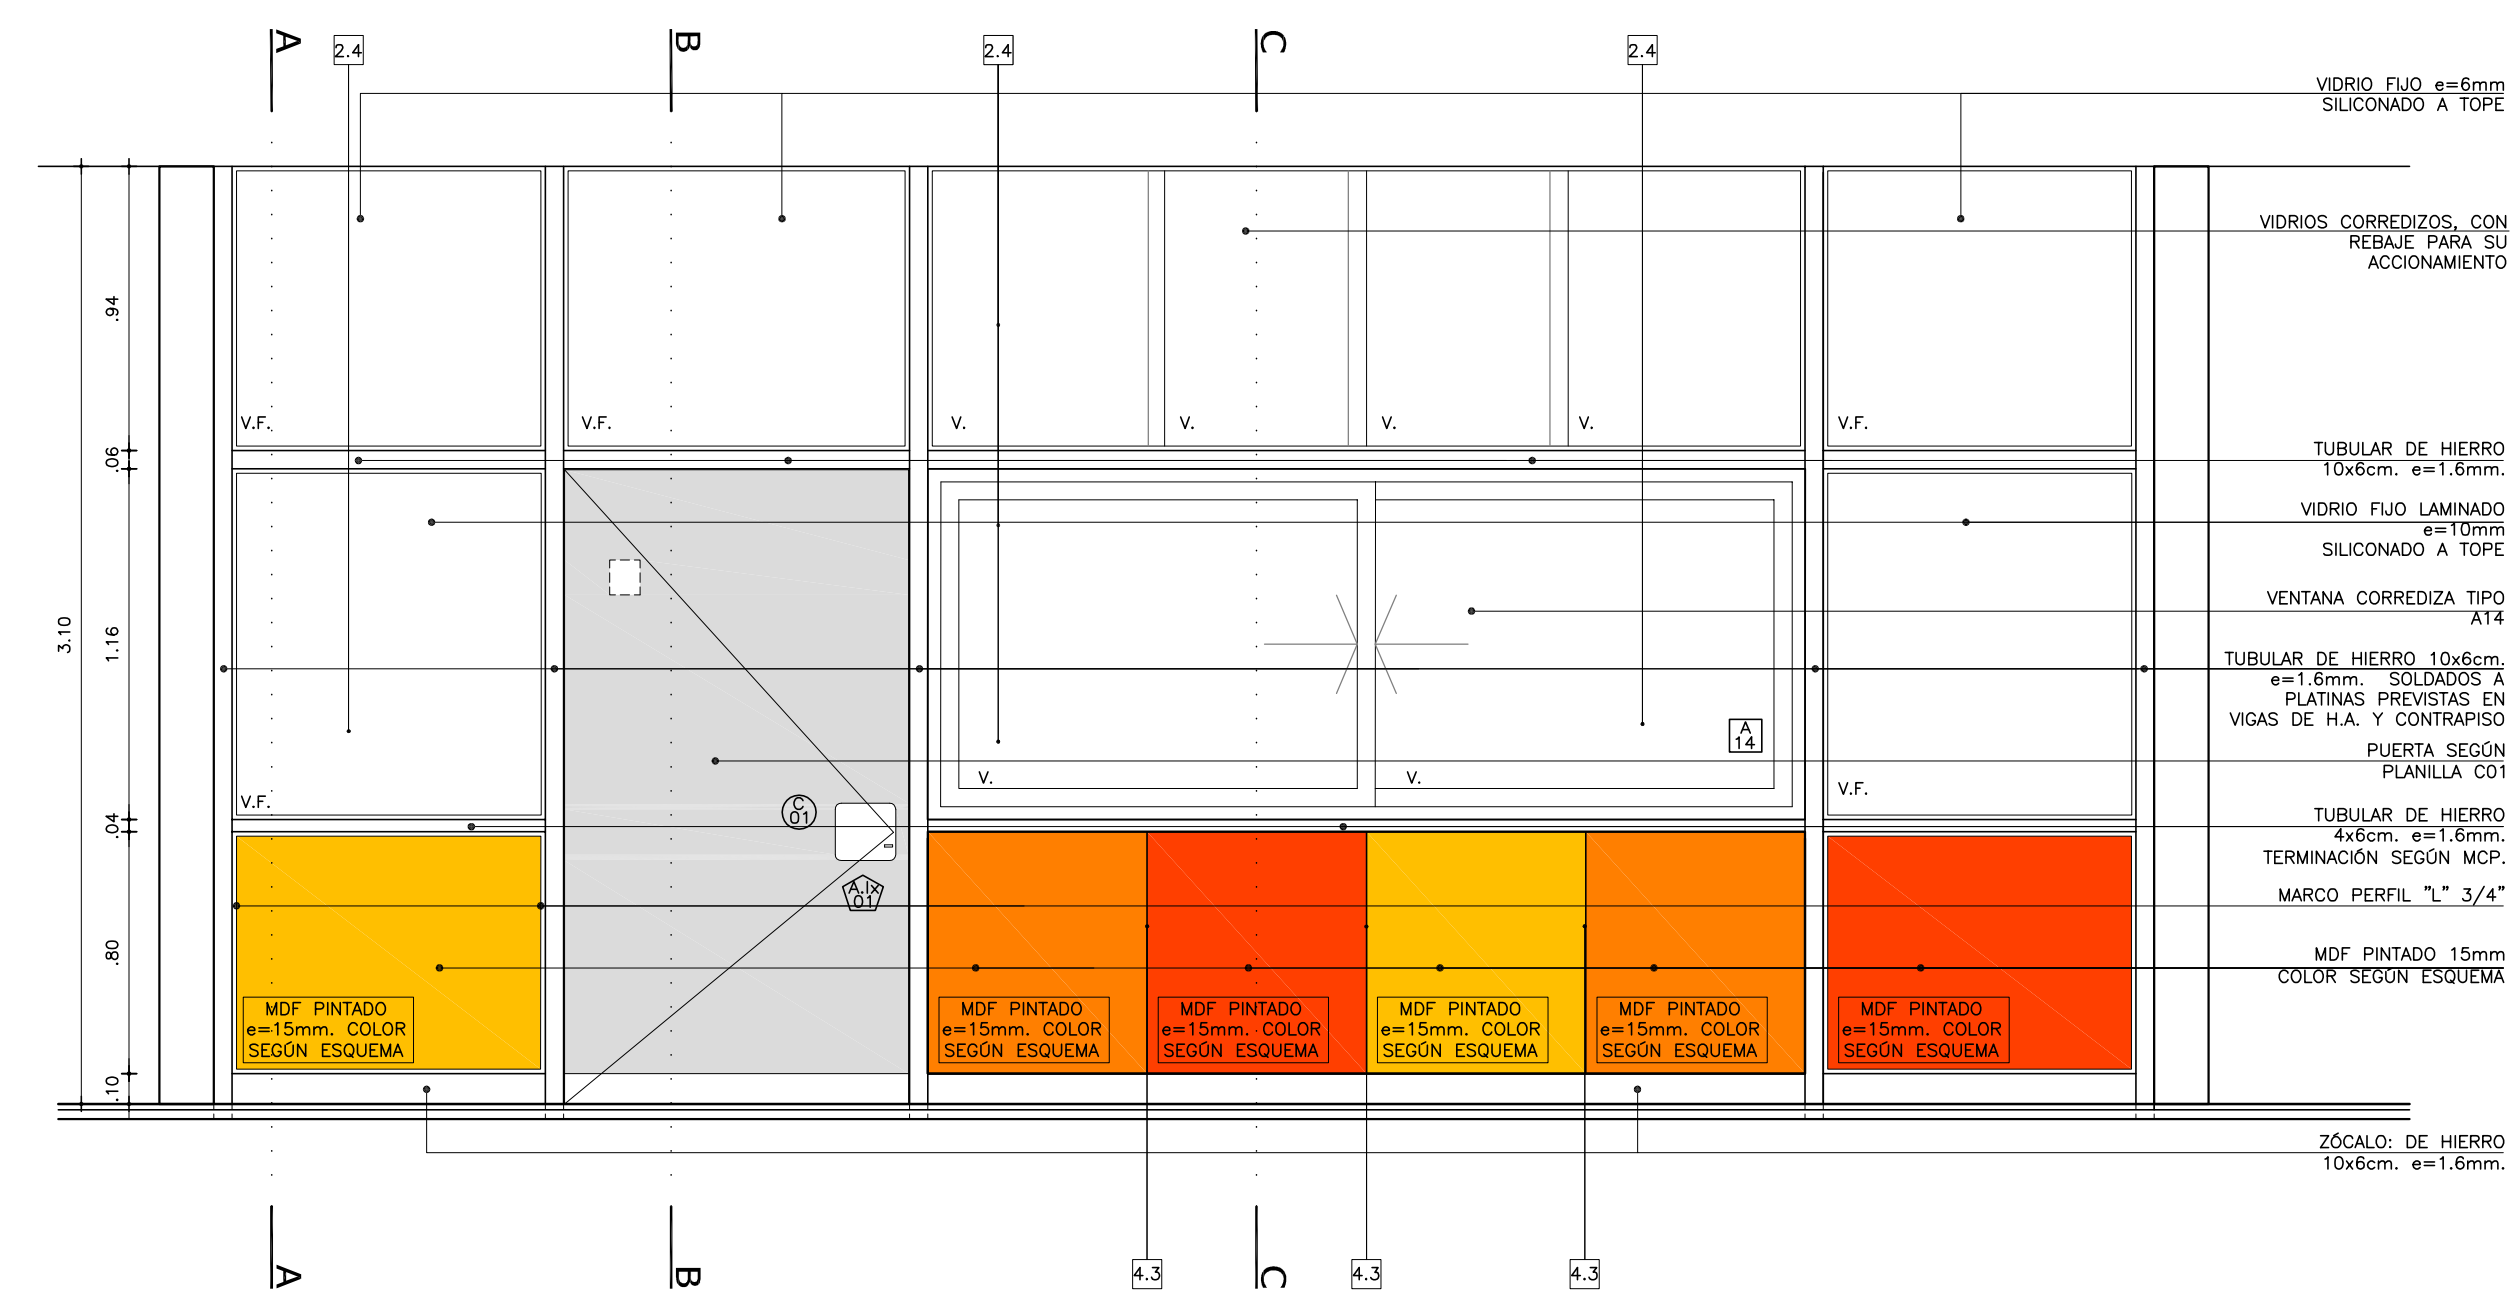 A
2.4
B
2.4
C
2.4
VIDRIO FIJO e=6mm
SILICONADO A TOPE
VIDRIOS CORREDIZOS, CON
REBAJE PARA SU
ACCIONAMIENTO
.94
V.F.
V.F.
V.
V.
V.
V.
V.F.
.06
TUBULAR DE HIERRO
10x6cm. e=1.6mm.
VIDRIO FIJO LAMINADO
e=10mm
SILICONADO A TOPE
VENTANA CORREDIZA TIPO
A14
3.10
1.16
TUBULAR DE HIERRO 10x6cm.
e=1.6mm. SOLDADOS A
PLATINAS PREVISTAS EN
VIGAS DE H.A. Y CONTRAPISO
A
14
PUERTA SEGÚN
PLANILLA C01
V.
V.
V.F.
V.F.
C
01
.04
TUBULAR DE HIERRO
4x6cm. e=1.6mm.
TERMINACIÓN SEGÚN MCP.
A.Ix
01
MARCO PERFIL "L" 3/4"
.80
MDF PINTADO 15mm
COLOR SEGÚN ESQUEMA
MDF PINTADO
e=15mm. COLOR
SEGÚN ESQUEMA
MDF PINTADO
e=15mm. COLOR
SEGÚN ESQUEMA
MDF PINTADO
e=15mm. COLOR
SEGÚN ESQUEMA
MDF PINTADO
e=15mm. COLOR
SEGÚN ESQUEMA
MDF PINTADO
e=15mm. COLOR
SEGÚN ESQUEMA
MDF PINTADO
e=15mm. COLOR
SEGÚN ESQUEMA
.10
ZÓCALO: DE HIERRO
10x6cm. e=1.6mm.
A
B
4.3
C
4.3
4.3